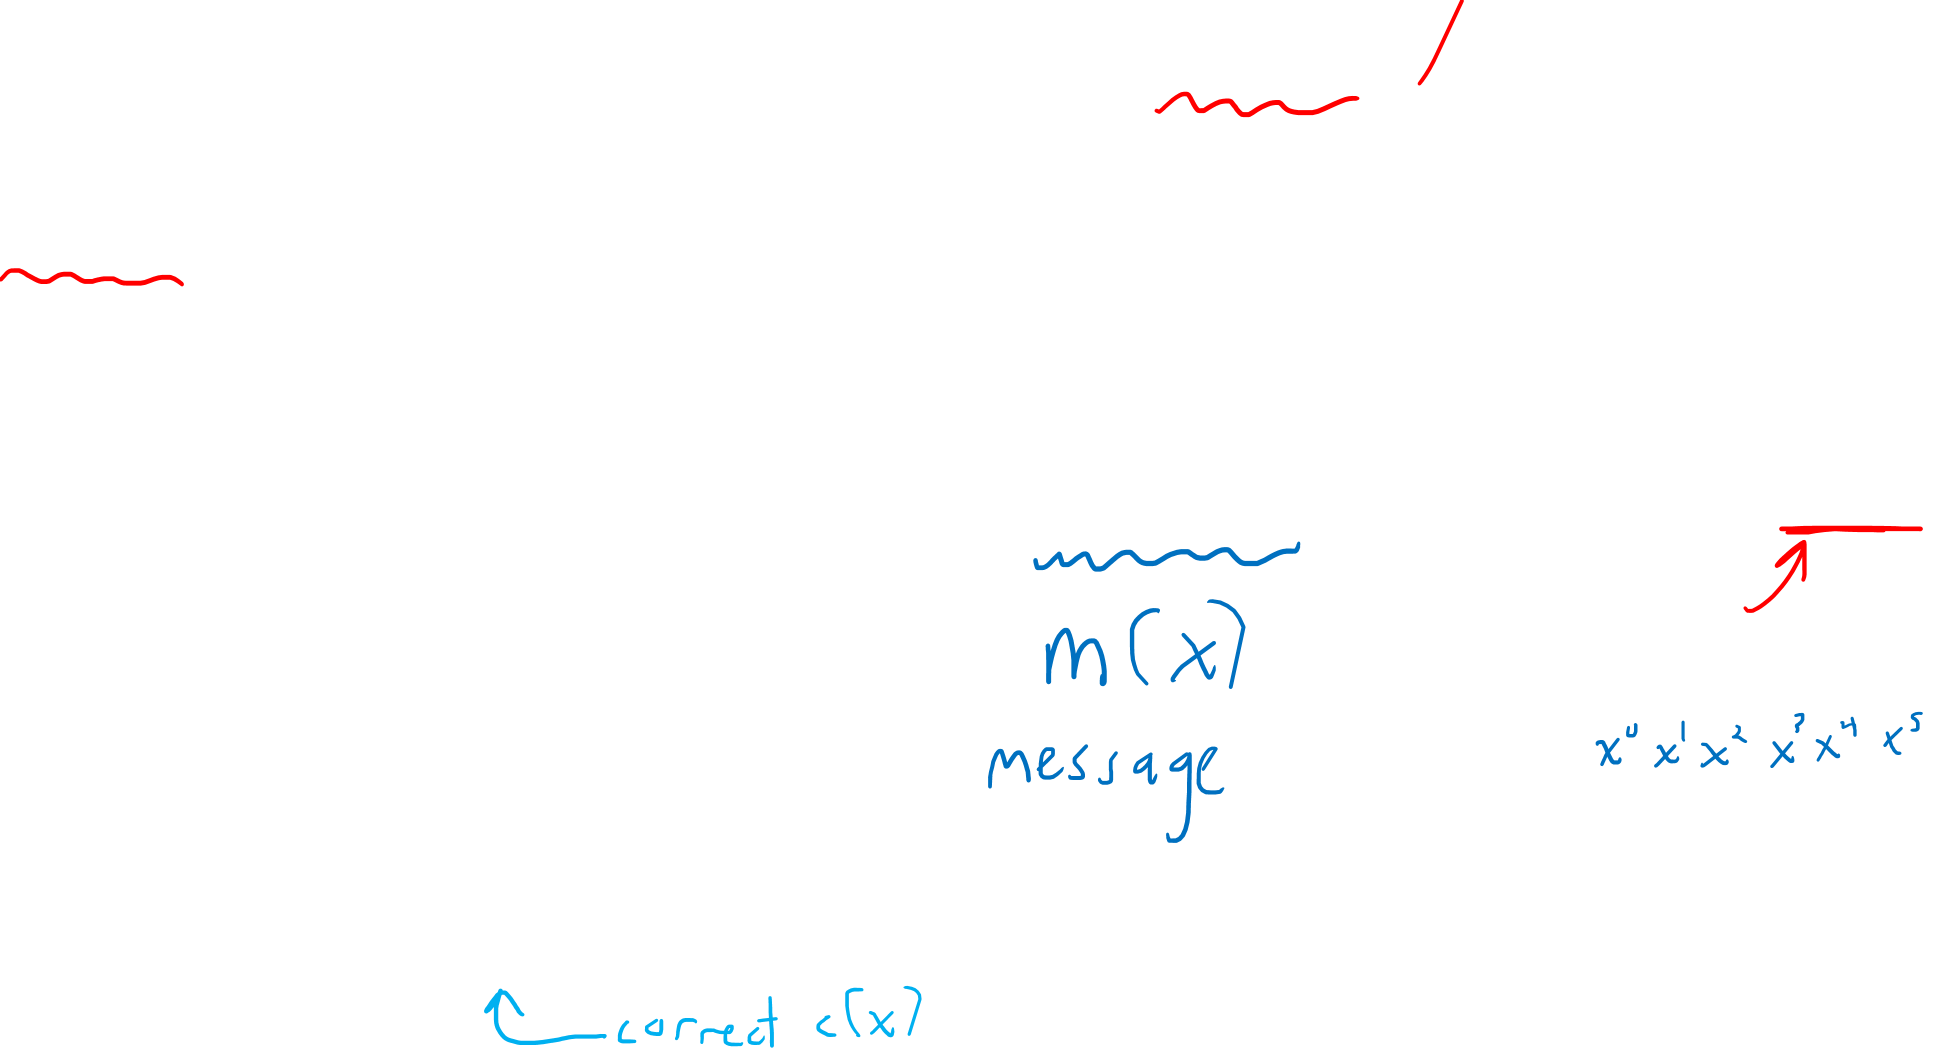 m(x)
message
x⁰ x¹ x² x³ x⁴ x⁵
correct c(x)